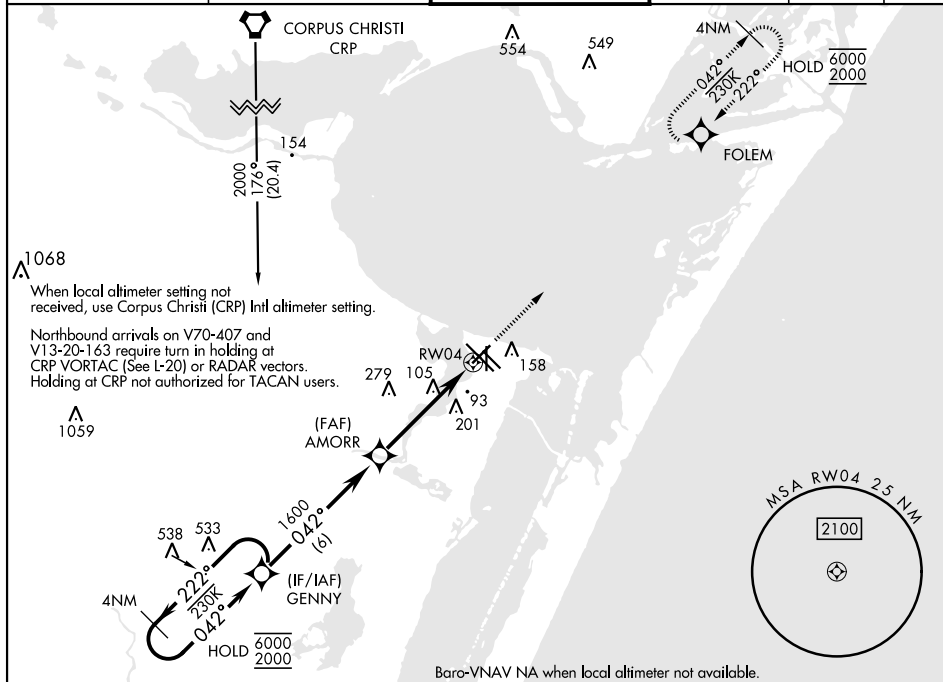 CORPUS CHRISTI
CRP
554
549
4NM
042°
230K
222°
HOLD 6000
2000
FOLEM
154
2000
176°
(20.4)
1068
When local altimeter setting not
received, use Corpus Christi (CRP) Intl altimeter setting.
Northbound arrivals on V70-407 and
V13-20-163 require turn in holding at
CRP VORTAC (See L-20) or RADAR vectors.
Holding at CRP not authorized for TACAN users.
RW04
158
279
105
93
201
1059
(FAF)
AMORR
1600
042°
(6)
538
533
222°
230K
042°
4NM
(IF/IAF)
GENNY
HOLD 6000
2000
MSA RW04 25 NM
2100
Baro-VNAV NA when local altimeter not available.